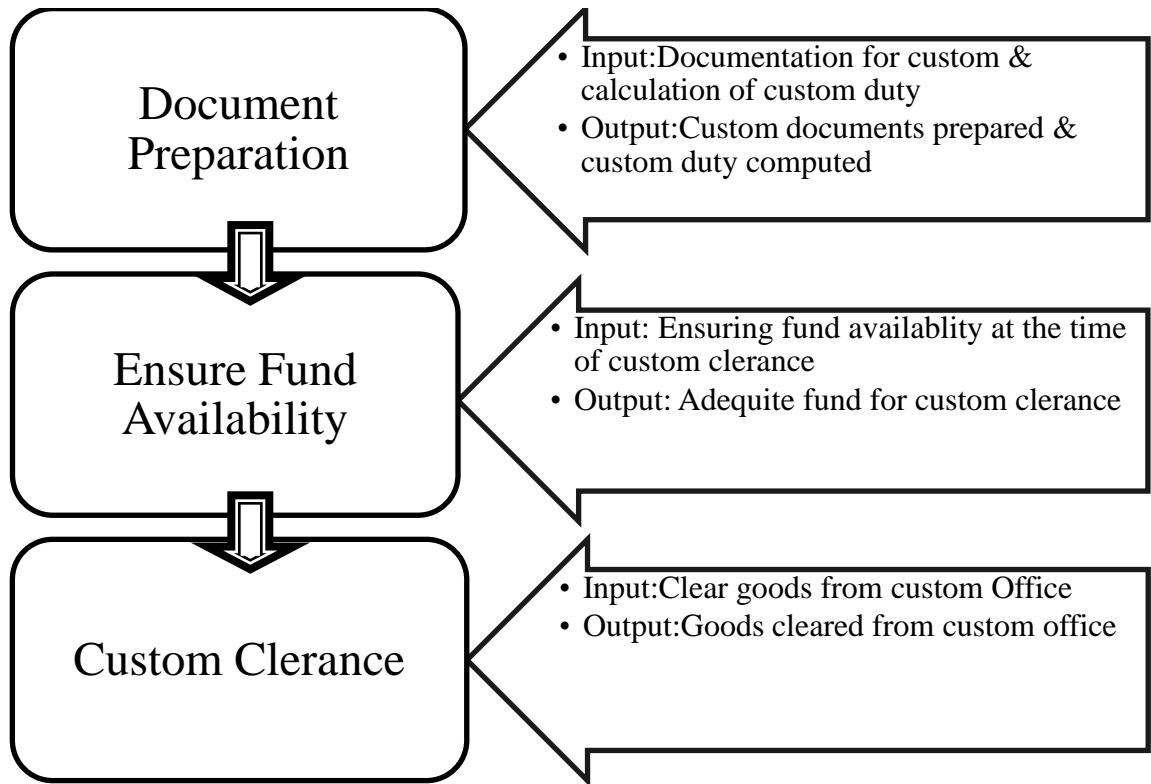 Document
Preparation
• Input:Documentation for custom &
calculation of custom duty
• Output:Custom documents prepared &
custom duty computed
Ensure Fund
Availability
• Input: Ensuring fund availablity at the time
of custom clerance
• Output: Adequite fund for custom clerance
Custom Clerance
• Input:Clear goods from custom Office
• Output:Goods cleared from custom office